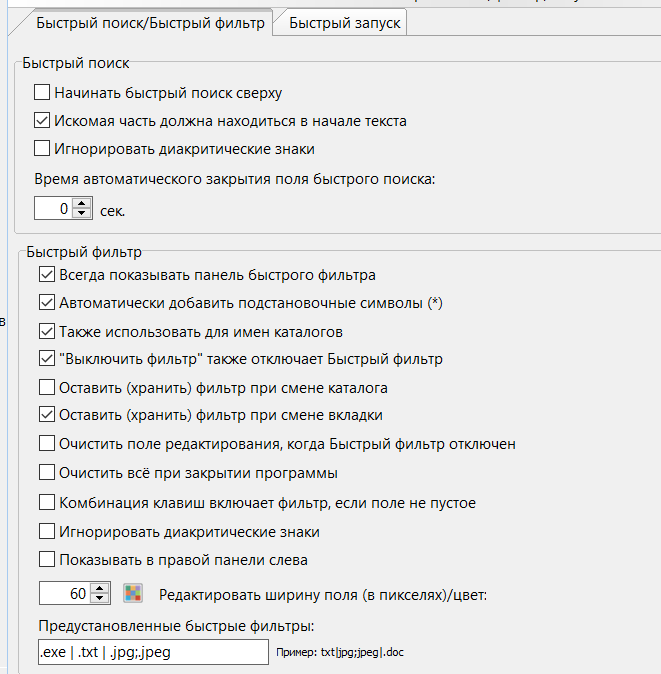 Быстрый поиск/Быстрый фильтр
Быстрый запуск
Быстрый поиск
Начинать быстрый поиск сверху
Искомая часть должна находиться в начале текста
Игнорировать диакритические знаки
Время автоматического закрытия поля быстрого поиска:
0 сек.
Быстрый фильтр
Всегда показывать панель быстрого фильтра
в
Автоматически добавить подстановочные символы (*)
Также использовать для имен каталогов
"Выключить фильтр" также отключает Быстрый фильтр
Оставить (хранить) фильтр при смене каталога
Оставить (хранить) фильтр при смене вкладки
Очистить поле редактирования, когда Быстрый фильтр отключен
Очистить всё при закрытии программы
Комбинация клавиш включает фильтр, если поле не пустое
Игнорировать диакритические знаки
Показывать в правой панели слева
60 Редактировать ширину поля (в пикселях)/цвет:
Предустановленные быстрые фильтры:
.exe | .txt | .jpg;.jpeg Пример: txt|jpg;jpeg|.doc